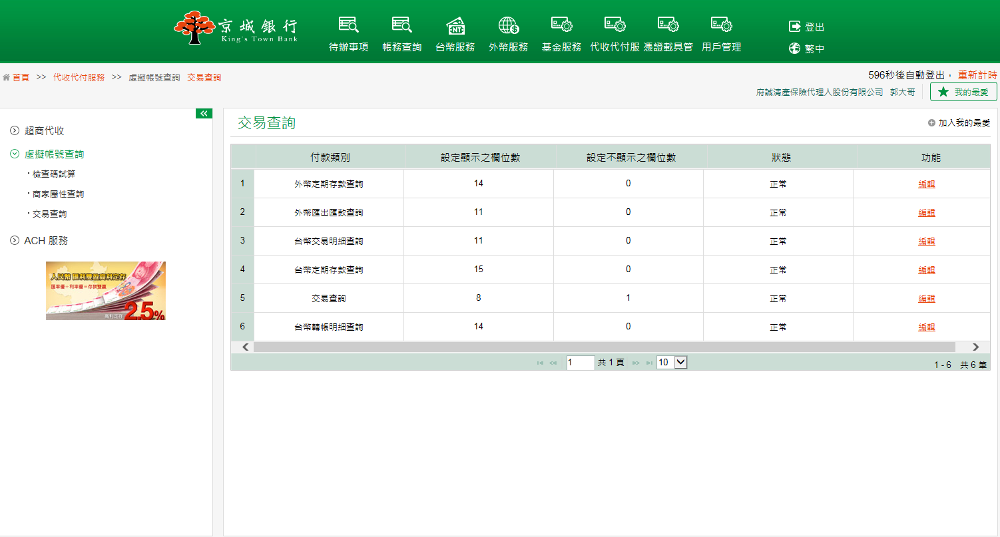 京城銀行
King's Town Bank
待辦事項 帳務查詢 台幣服務 外幣服務 基金服務 代收代付服 憑證載具管 用戶管理
登出
繁中
首頁 >> 代收代付服務 >> 虛擬帳號查詢 交易查詢
596秒後自動登出， 重新計時
府誠清產保險代理人股份有限公司 郭大哥 我的最愛
超商代收
虛擬帳號查詢
檢查碼試算
商家屬性查詢
交易查詢
ACH 服務
人民幣 匯利雙盈高利定存
匯率優＋利率優＝存款雙贏
高利定存 2.5%
交易查詢 加入我的最愛
付款類別 設定顯示之欄位數 設定不顯示之欄位數 狀態 功能
1 外幣定期存款查詢 14 0 正常 編輯
2 外幣匯出匯款查詢 11 0 正常 編輯
3 台幣交易明細查詢 11 0 正常 編輯
4 台幣定期存款查詢 15 0 正常 編輯
5 交易查詢 8 1 正常 編輯
6 台幣轉帳明細查詢 14 0 正常 編輯
1 共 1 頁 10 1 - 6 共 6 筆